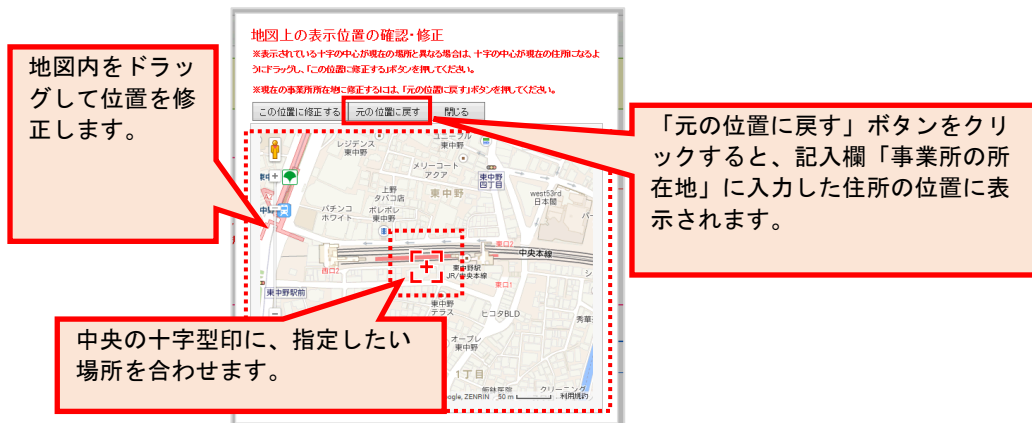 地図上の表示位置の確認・修正
※表示されている十字の中心が現在の場所と異なる場合は、十字の中心が現在の住所になるよ
うにドラッグし、「この位置に修正する」ボタンを押してください。
※現在の事業所所在地に修正するには、「元の位置に戻す」ボタンを押してください。
この位置に修正する
元の位置に戻す
閉じる
地図内をドラッ
グして位置を修
正します。
「元の位置に戻す」ボタンをクリ
ックすると、記入欄「事業所の所
在地」に入力した住所の位置に表
示されます。
レジデンス
東中野
ユニーブル
東中野
メリーコート
アクア
東中野
四丁目
東中野
上野
タバコ店
west53rd
日本閣
パチンコ
ホワイト
ポレポレ
東中野
東口2
中央本線
西口2
東中野駅
JR/中央本線
東口1
東中野駅前
東中野
テラス
ヒコタBLD
秀華
オープレ
東中野
1丁目
クリーニング
ogle, ZENRIN
50 m
利用規約
中央の十字型印に、指定したい
場所を合わせます。